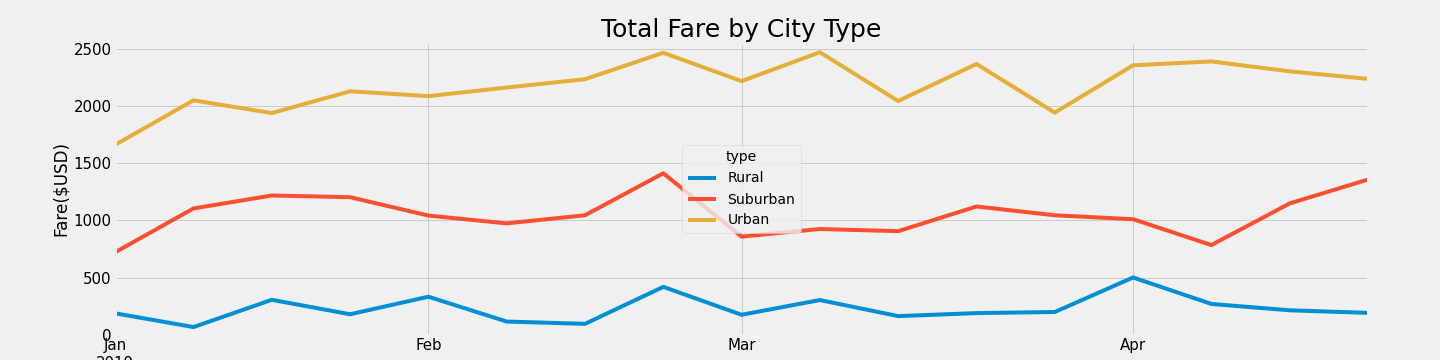 Total Fare by City Type
Fare($USD)
2500
2000
1500
1000
500
0
type
Rural
Suburban
Urban
Jan Feb Mar Apr